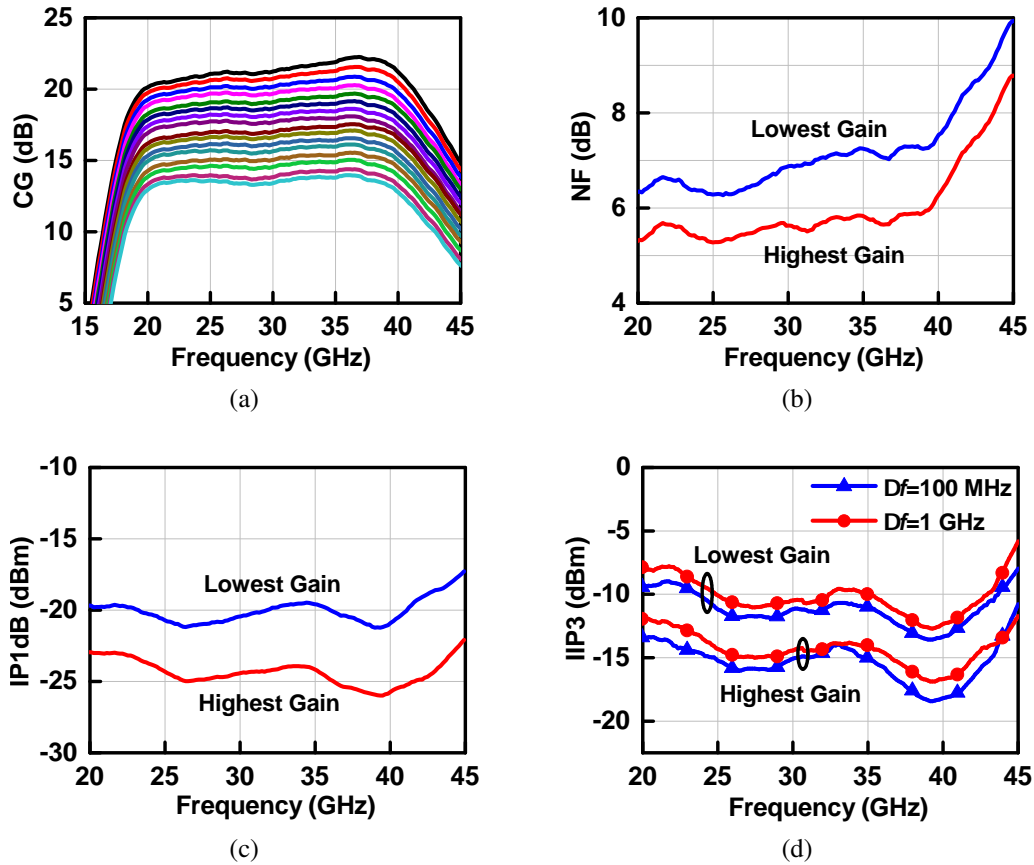 25
20
15
10
5
CG (dB)
15 20 25 30 35 40 45
Frequency (GHz)
(a)
10
8
6
4
NF (dB)
Lowest Gain
Highest Gain
20 25 30 35 40 45
Frequency (GHz)
(b)
-10
-15
-20
-25
-30
IP1dB (dBm)
Lowest Gain
Highest Gain
20 25 30 35 40 45
Frequency (GHz)
(c)
0
-5
-10
-15
-20
IIP3 (dBm)
Df=100 MHz
Df=1 GHz
Lowest Gain
Highest Gain
20 25 30 35 40 45
Frequency (GHz)
(d)